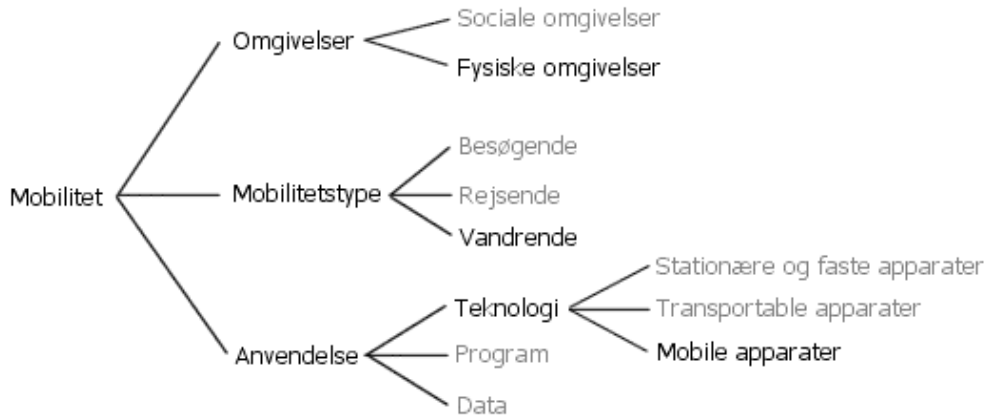 Mobilitet
Omgivelser
Sociale omgivelser
Fysiske omgivelser
Mobilitetstype
Besøgende
Rejsende
Vandrende
Anvendelse
Teknologi
Stationære og faste apparater
Transportable apparater
Mobile apparater
Program
Data